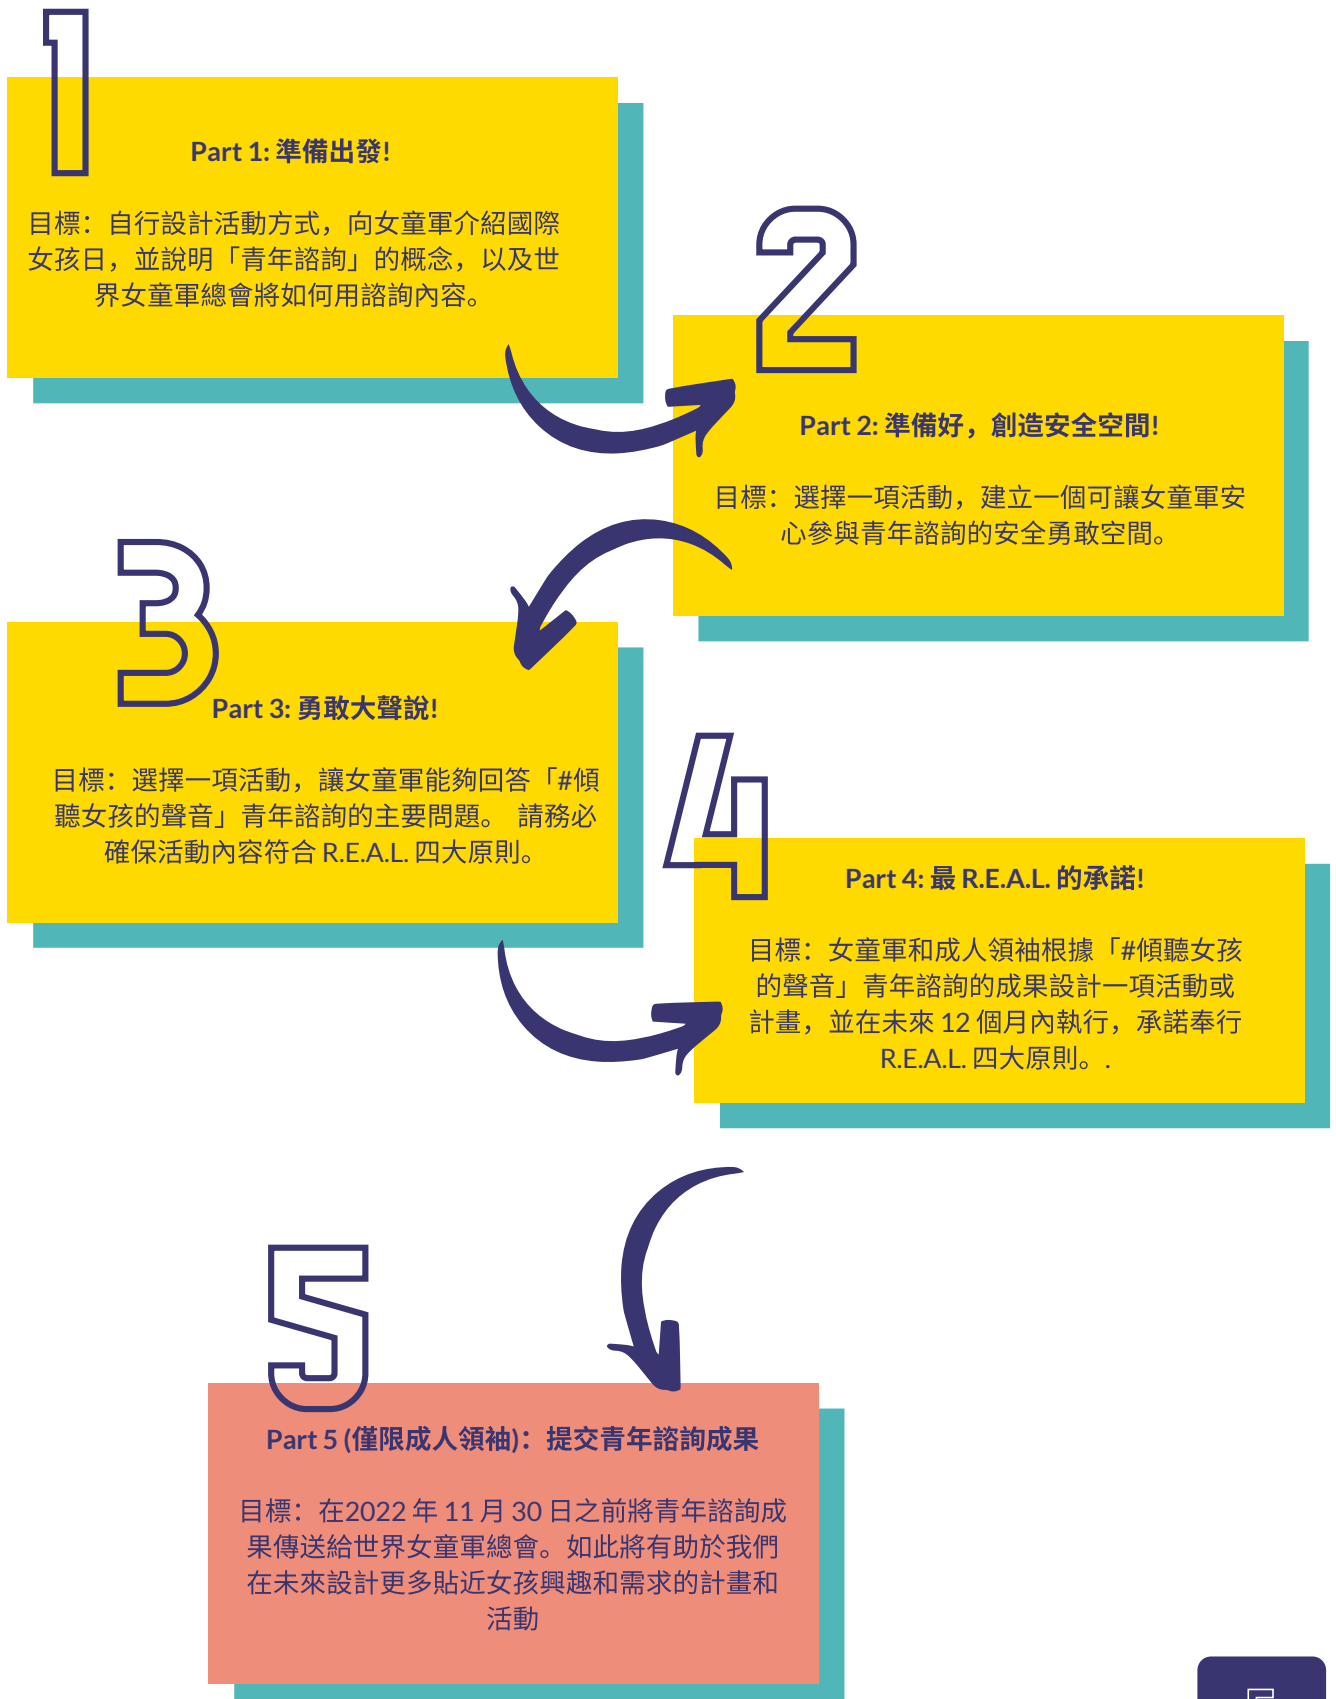 1
Part 1: 準備出發!
目標：自行設計活動方式，向女童軍介紹國際
女孩日，並說明「青年諮詢」的概念，以及世
界女童軍總會將如何用諮詢內容。
2
Part 2: 準備好，創造安全空間!
目標：選擇一項活動，建立一個可讓女童軍安
心參與青年諮詢的安全勇敢空間。
3
Part 3: 勇敢大聲說!
目標：選擇一項活動，讓女童軍能夠回答「#傾
聽女孩的聲音」青年諮詢的主要問題。 請務必
確保活動內容符合 R.E.A.L. 四大原則。
4
Part 4: 最 R.E.A.L. 的承諾!
目標：女童軍和成人領袖根據「#傾聽女孩
的聲音」青年諮詢的成果設計一項活動或
計畫，並在未來 12 個月內執行，承諾奉行
R.E.A.L. 四大原則。.
5
Part 5 (僅限成人領袖)：提交青年諮詢成果
目標：在2022 年 11 月 30 日之前將青年諮詢成
果傳送給世界女童軍總會。如此將有助於我們
在未來設計更多貼近女孩興趣和需求的計畫和
活動